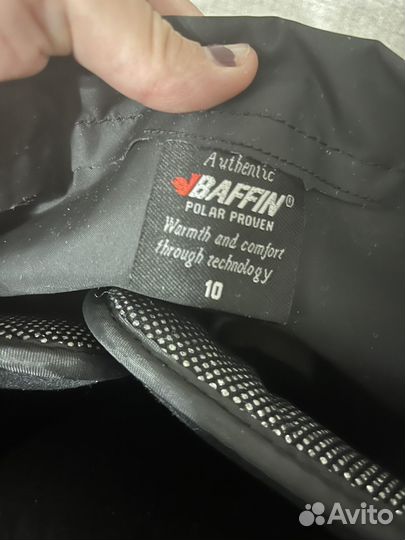 Authentic
BAFFIN®
POLAR PROVEN
Warmth and comfort
through technology
10
Avito